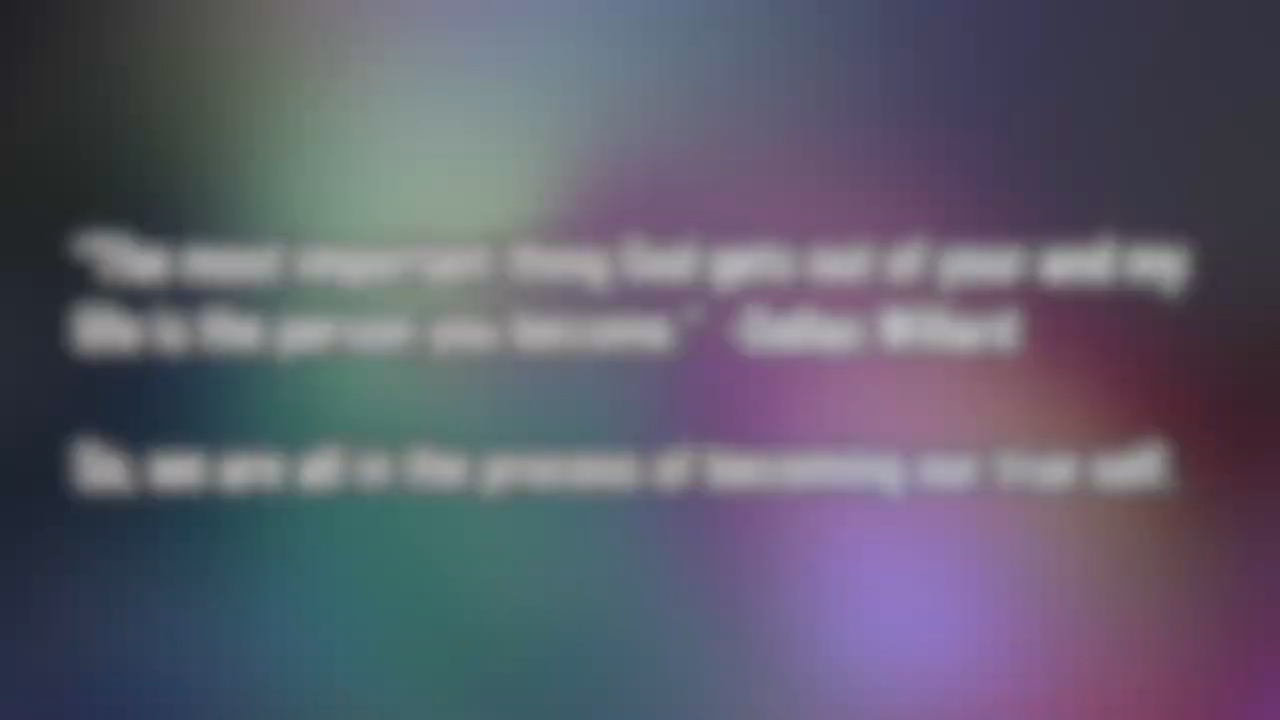 "The most important thing God gets out of your and my
life is the person you become." -Dallas Willard
So, we are all in the process of becoming our true self.